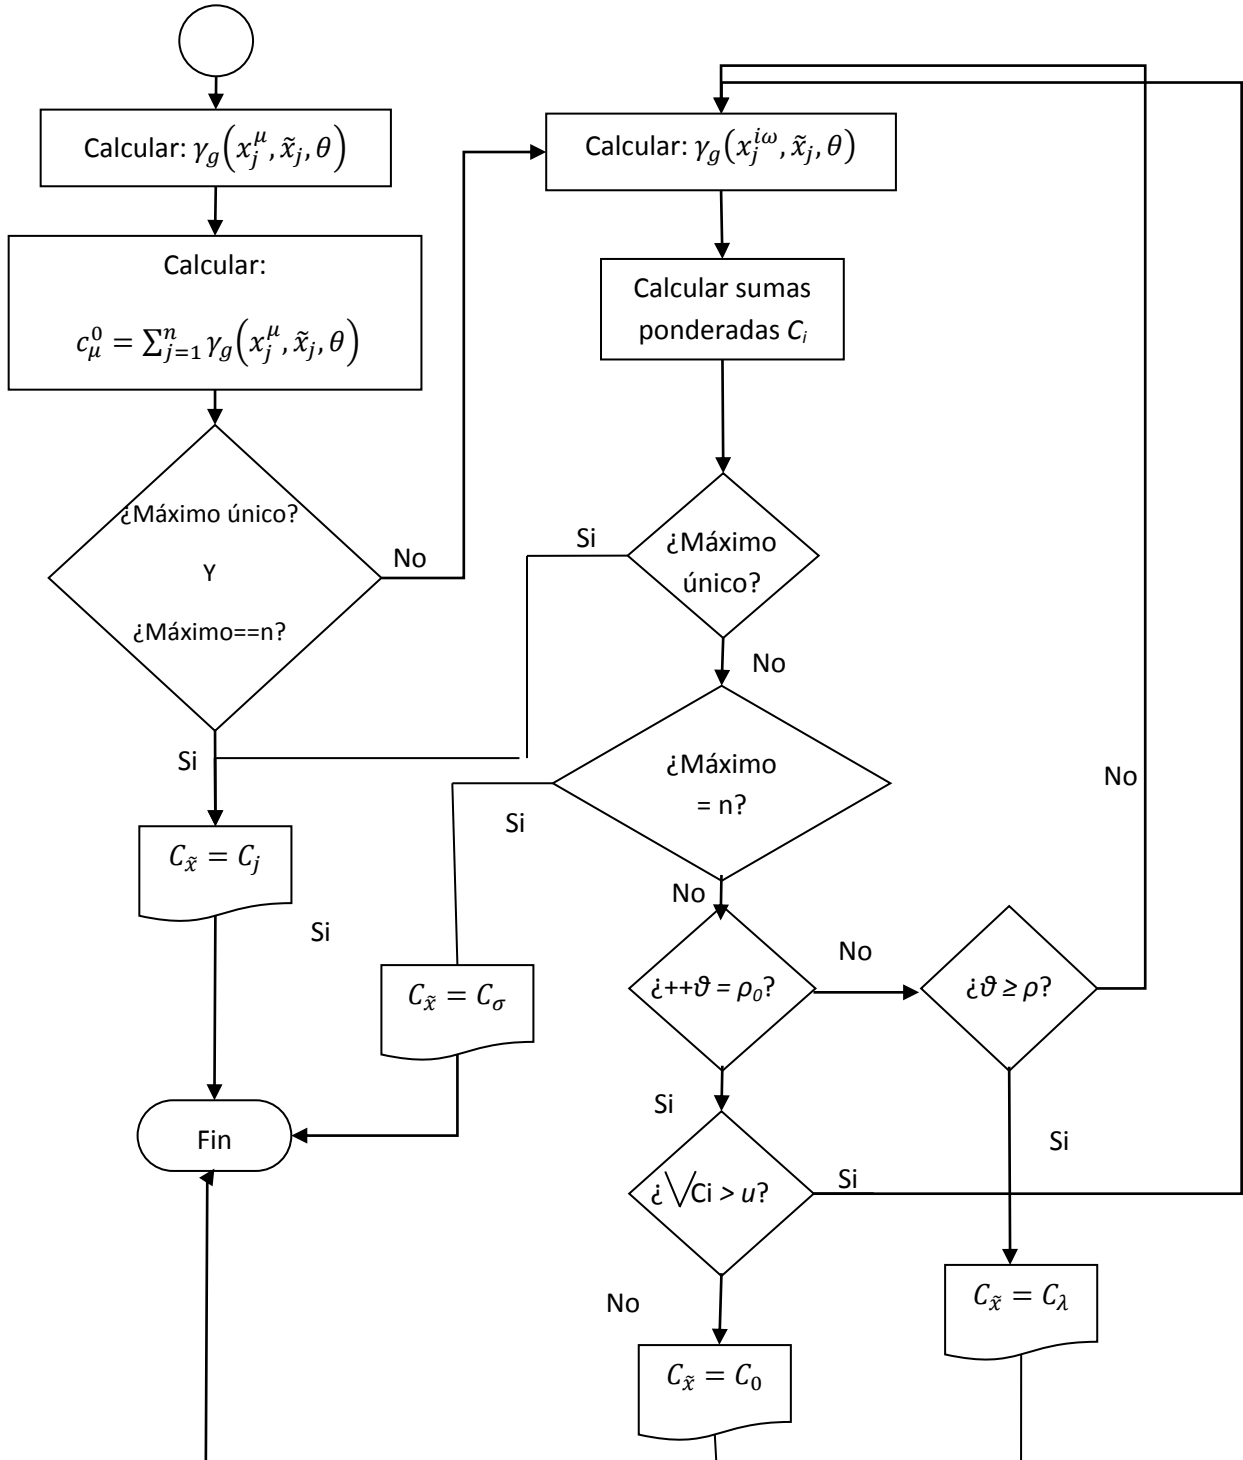 Calcular: γ_g(x_j^μ, x̃_j, θ)
Calcular:
c_μ^0 = ∑_{j=1}^n γ_g(x_j^μ, x̃_j, θ)
¿Máximo único?
Y
¿Máximo==n?
No
Si
C_x̃ = C_j
Si
Fin
Calcular: γ_g(x_j^{iω}, x̃_j, θ)
Calcular sumas
ponderadas C_i
¿Máximo
único?
Si
No
¿Máximo
= n?
Si
No
C_x̃ = C_σ
¿++ϑ = ρ_0?
No
Si
¿ϑ ≥ ρ?
No
Si
¿ ⋁Ci > u?
Si
No
C_x̃ = C_λ
C_x̃ = C_0